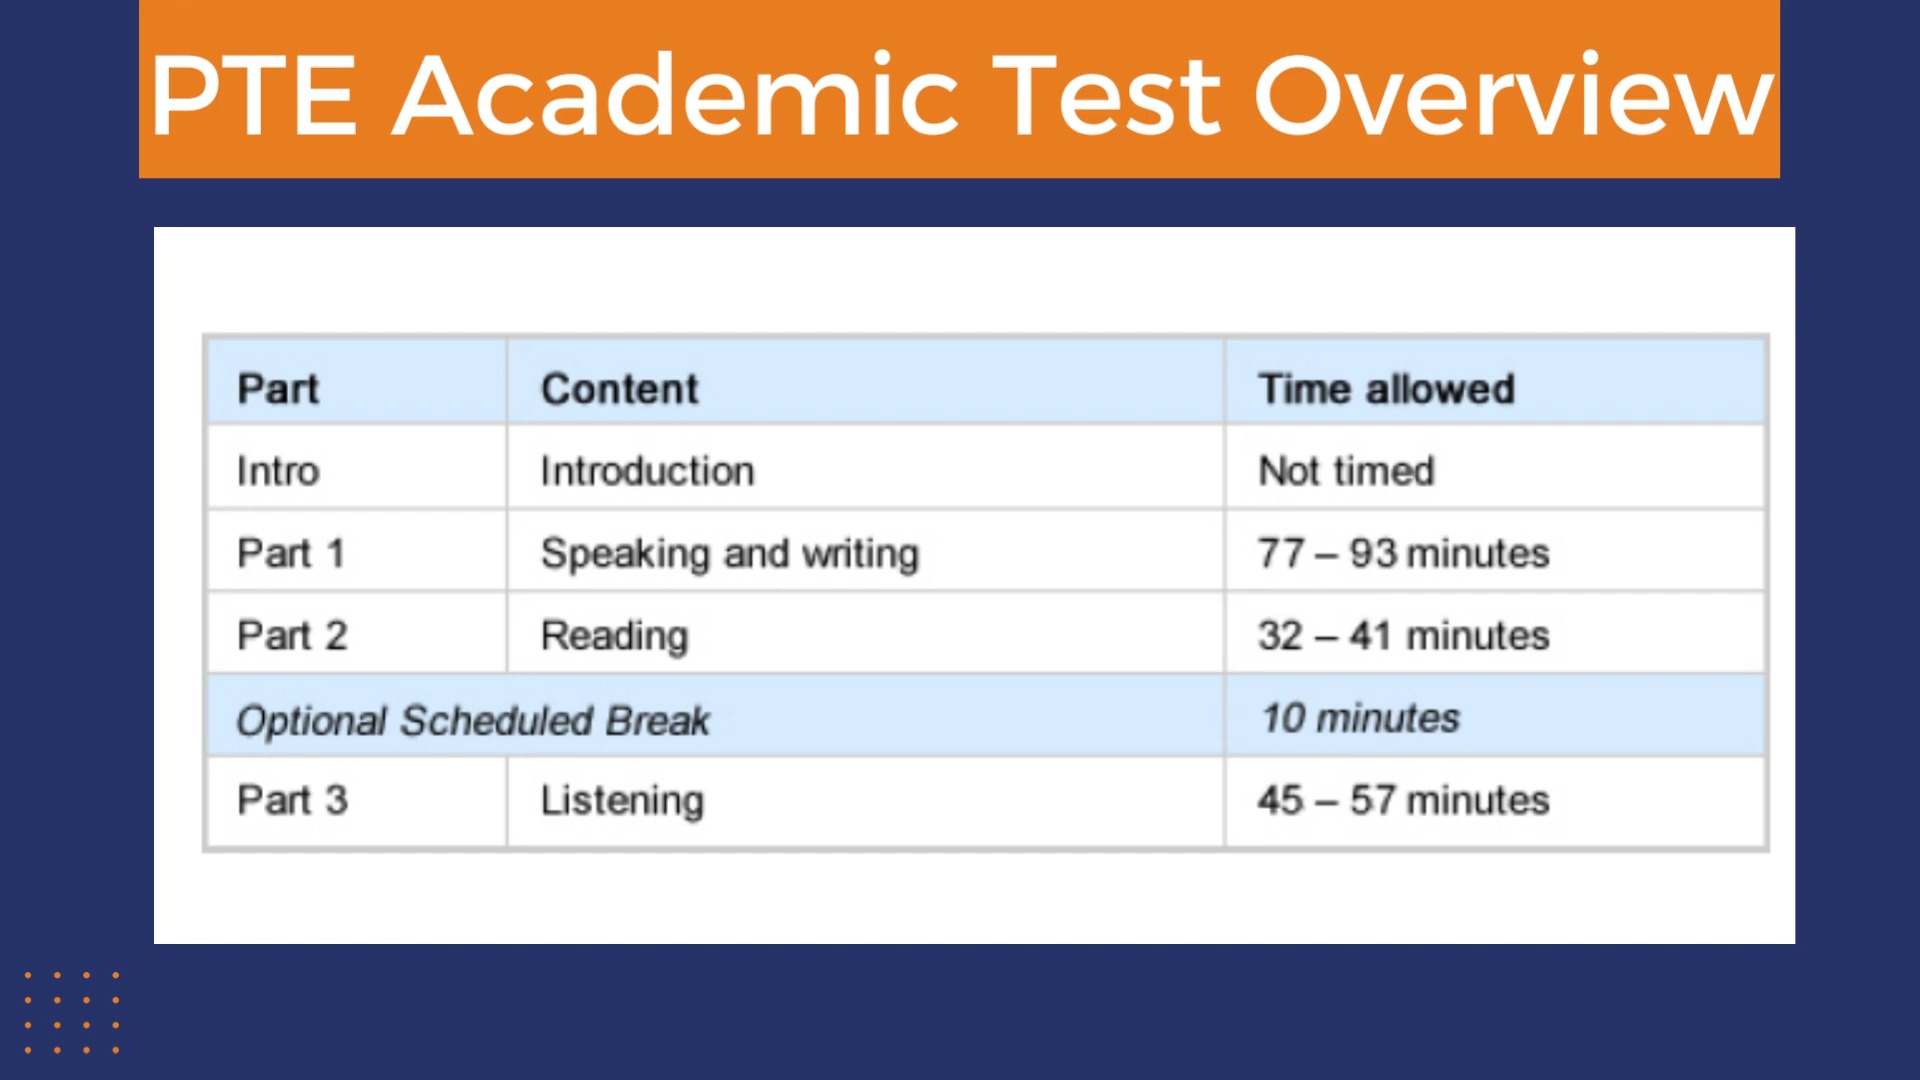 PTE Academic Test Overview
Part Content Time allowed
Intro Introduction Not timed
Part 1 Speaking and writing 77 – 93 minutes
Part 2 Reading 32 – 41 minutes
Optional Scheduled Break 10 minutes
Part 3 Listening 45 – 57 minutes